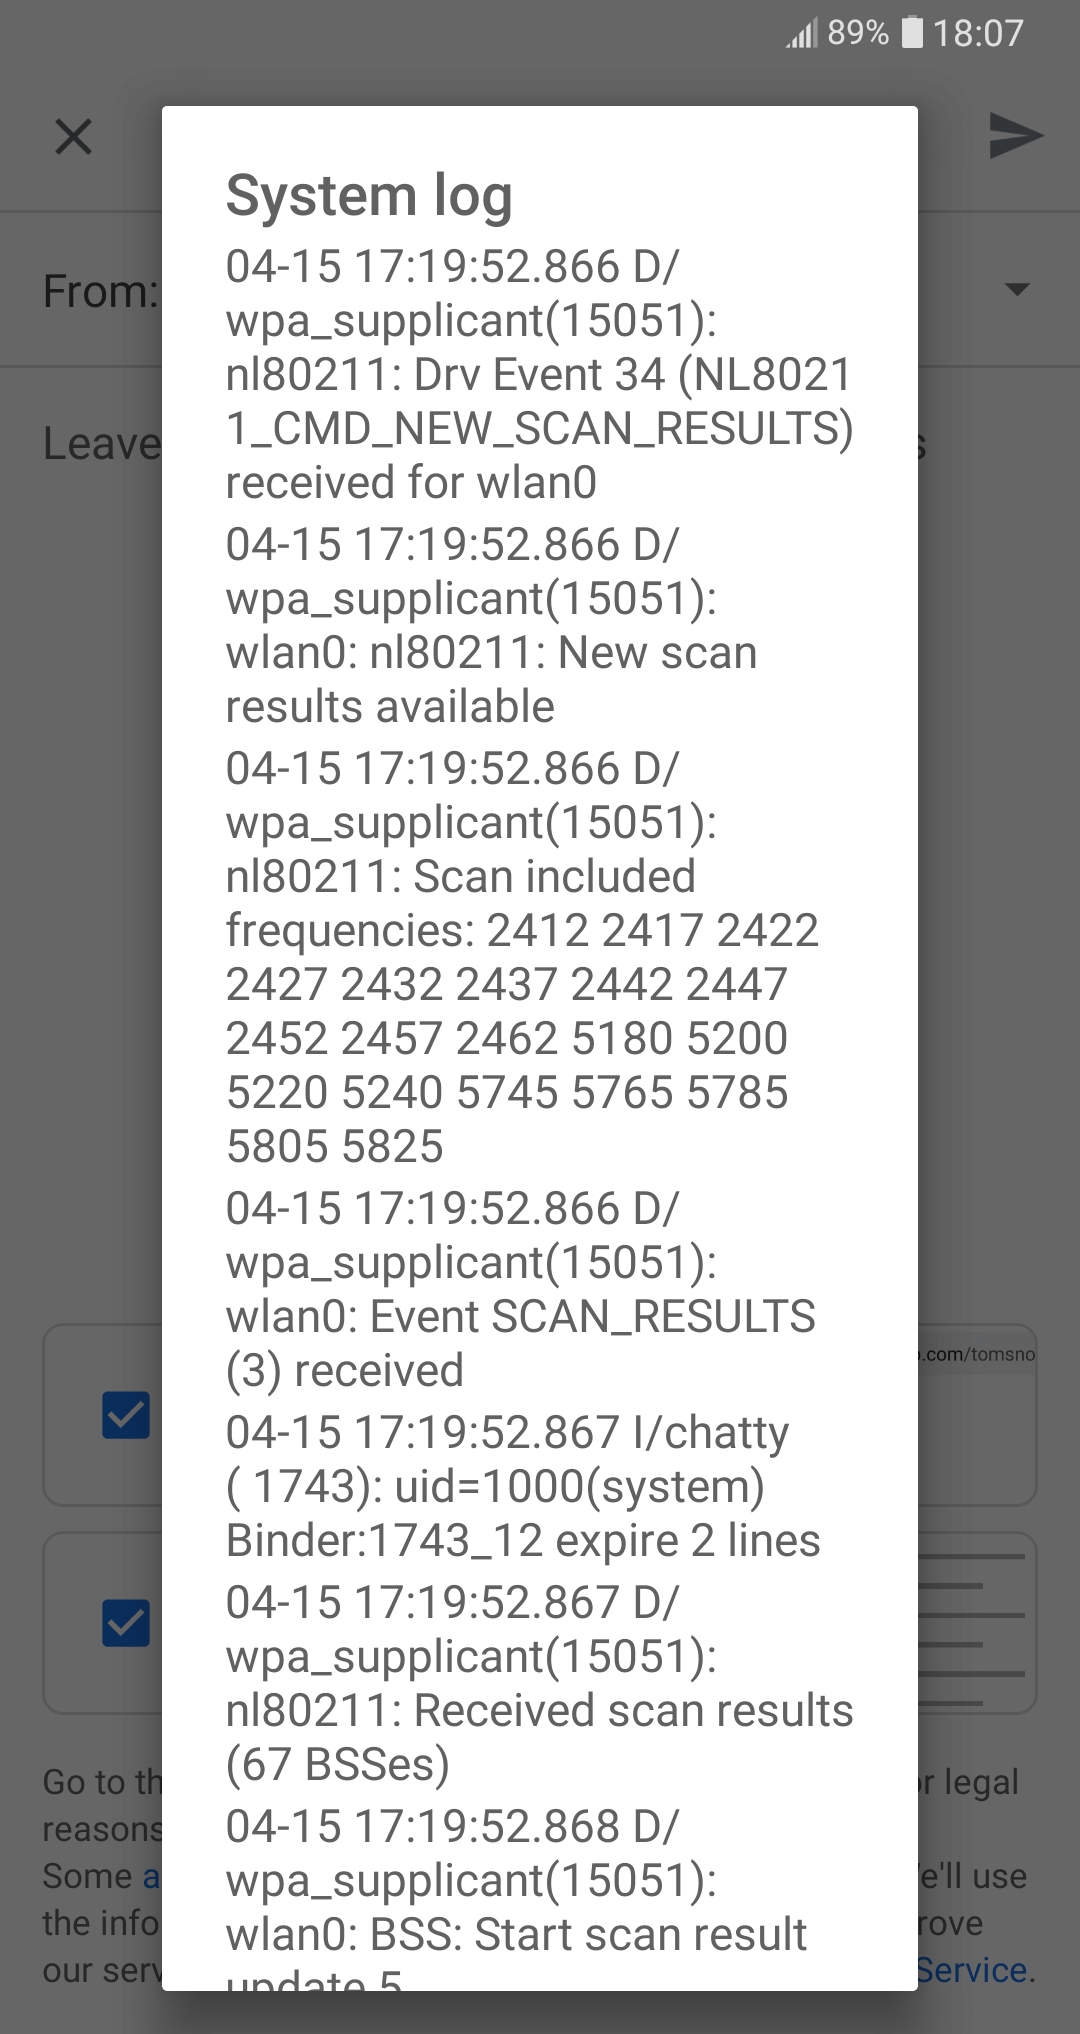 89% 18:07
System log
From:
04-15 17:19:52.866 D/
wpa_supplicant(15051):
nl80211: Drv Event 34 (NL8021
1_CMD_NEW_SCAN_RESULTS)
received for wlan0
Leave
04-15 17:19:52.866 D/
wpa_supplicant(15051):
wlan0: nl80211: New scan
results available
04-15 17:19:52.866 D/
wpa_supplicant(15051):
nl80211: Scan included
frequencies: 2412 2417 2422
2427 2432 2437 2442 2447
2452 2457 2462 5180 5200
5220 5240 5745 5765 5785
5805 5825
04-15 17:19:52.866 D/
wpa_supplicant(15051):
wlan0: Event SCAN_RESULTS
(3) received
.com/tomsno
04-15 17:19:52.867 I/chatty
( 1743): uid=1000(system)
Binder:1743_12 expire 2 lines
04-15 17:19:52.867 D/
wpa_supplicant(15051):
nl80211: Received scan results
(67 BSSes)
04-15 17:19:52.868 D/
wpa_supplicant(15051):
wlan0: BSS: Start scan result
update 5
Go to th
r legal
reasons
Some a
'll use
the info
rove
our serv
Service.